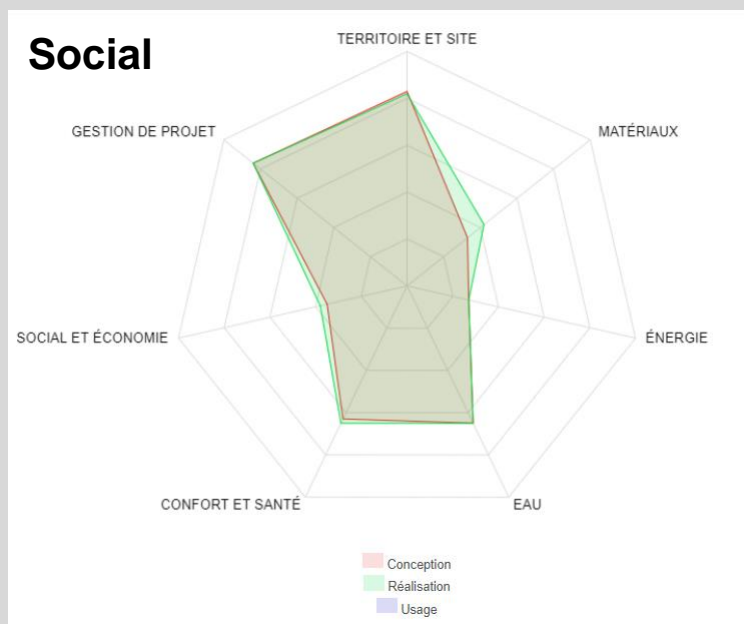 Social
TERRITOIRE ET SITE
GESTION DE PROJET
MATÉRIAUX
SOCIAL ET ÉCONOMIE
ÉNERGIE
CONFORT ET SANTÉ
EAU
Conception
Réalisation
Usage